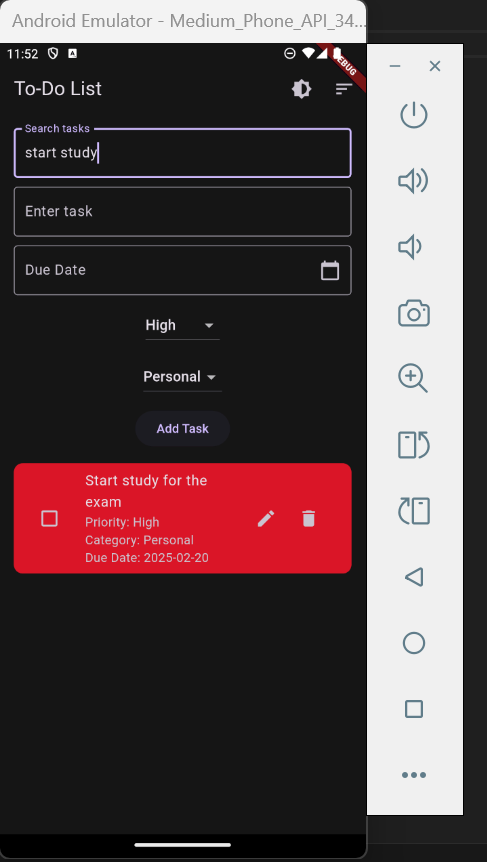 Android Emulator - Medium_Phone_API_34...
11:52
DEBUG
To-Do List
Search tasks
start study
Enter task
Due Date
High
Personal
Add Task
Start study for the
exam
Priority: High
Category: Personal
Due Date: 2025-02-20